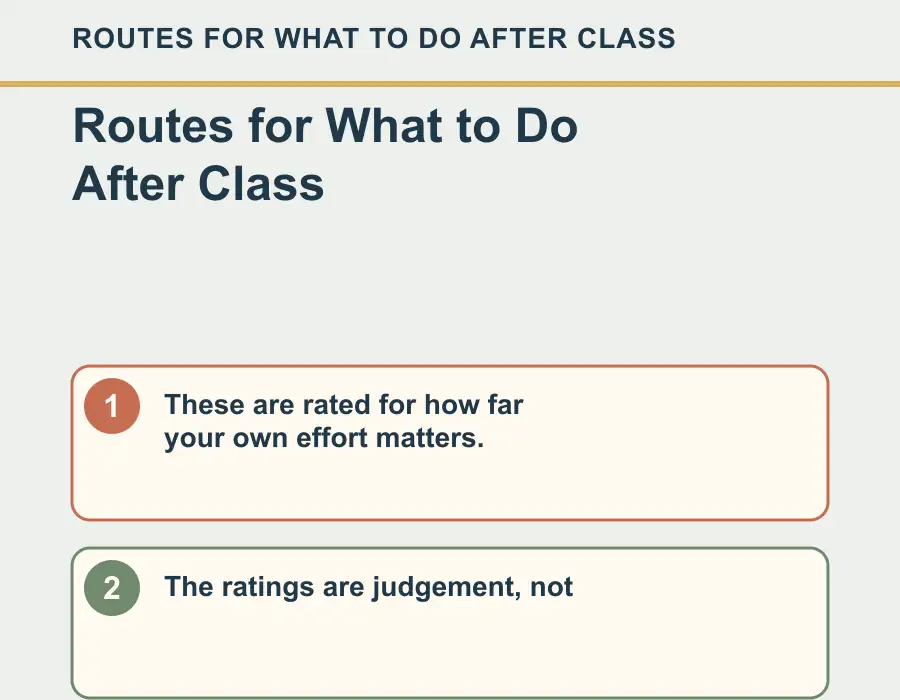 ROUTES FOR WHAT TO DO AFTER CLASS
Routes for What to Do
After Class
1
These are rated for how far
your own effort matters.
2
The ratings are judgement, not